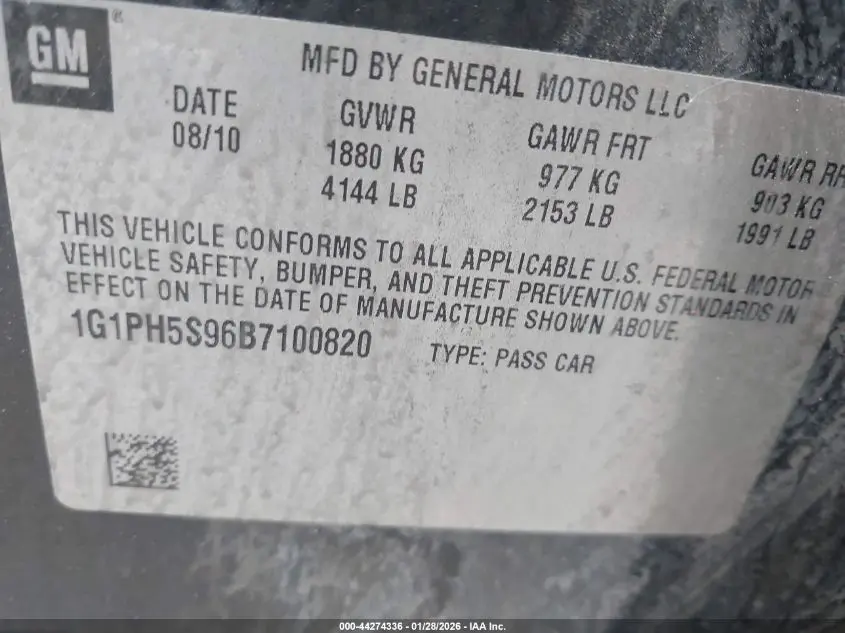 GM®
MFD BY GENERAL MOTORS LLC
DATE GVWR GAWR FRT GAWR RR
08/10 1880 KG 977 KG 903 KG
4144 LB 2153 LB 1991 LB
THIS VEHICLE CONFORMS TO ALL APPLICABLE U.S. FEDERAL MOTOR
VEHICLE SAFETY, BUMPER, AND THEFT PREVENTION STANDARDS IN
EFFECT ON THE DATE OF MANUFACTURE SHOWN ABOVE.
1G1PH5S96B7100820 TYPE: PASS CAR
000-44274336 - 01/28/2026 - IAA Inc.